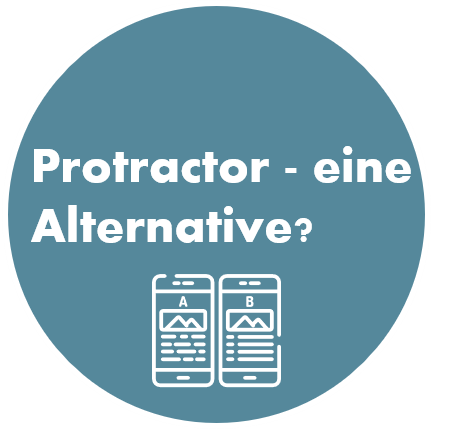 Protractor - eine
Alternative?
A B